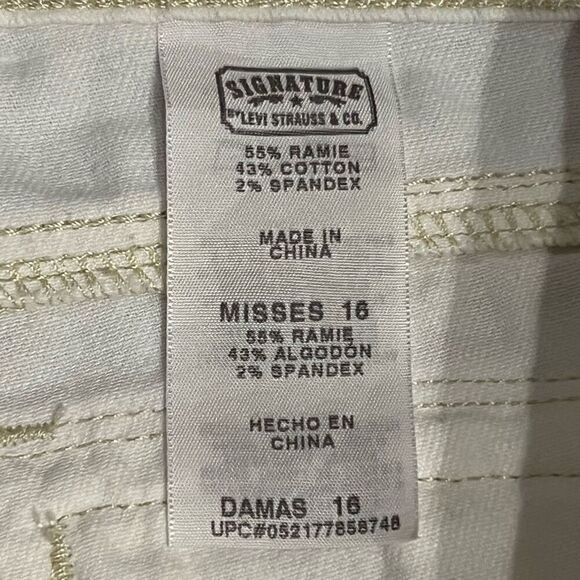 SIGNATURE
BY LEVI STRAUSS & CO.
55% RAMIE
43% COTTON
2% SPANDEX
MADE IN
CHINA
MISSES 16
55% RAMIE
43% ALGODÓN
2% SPANDEX
HECHO EN
CHINA
DAMAS 16
UPC#052177858748